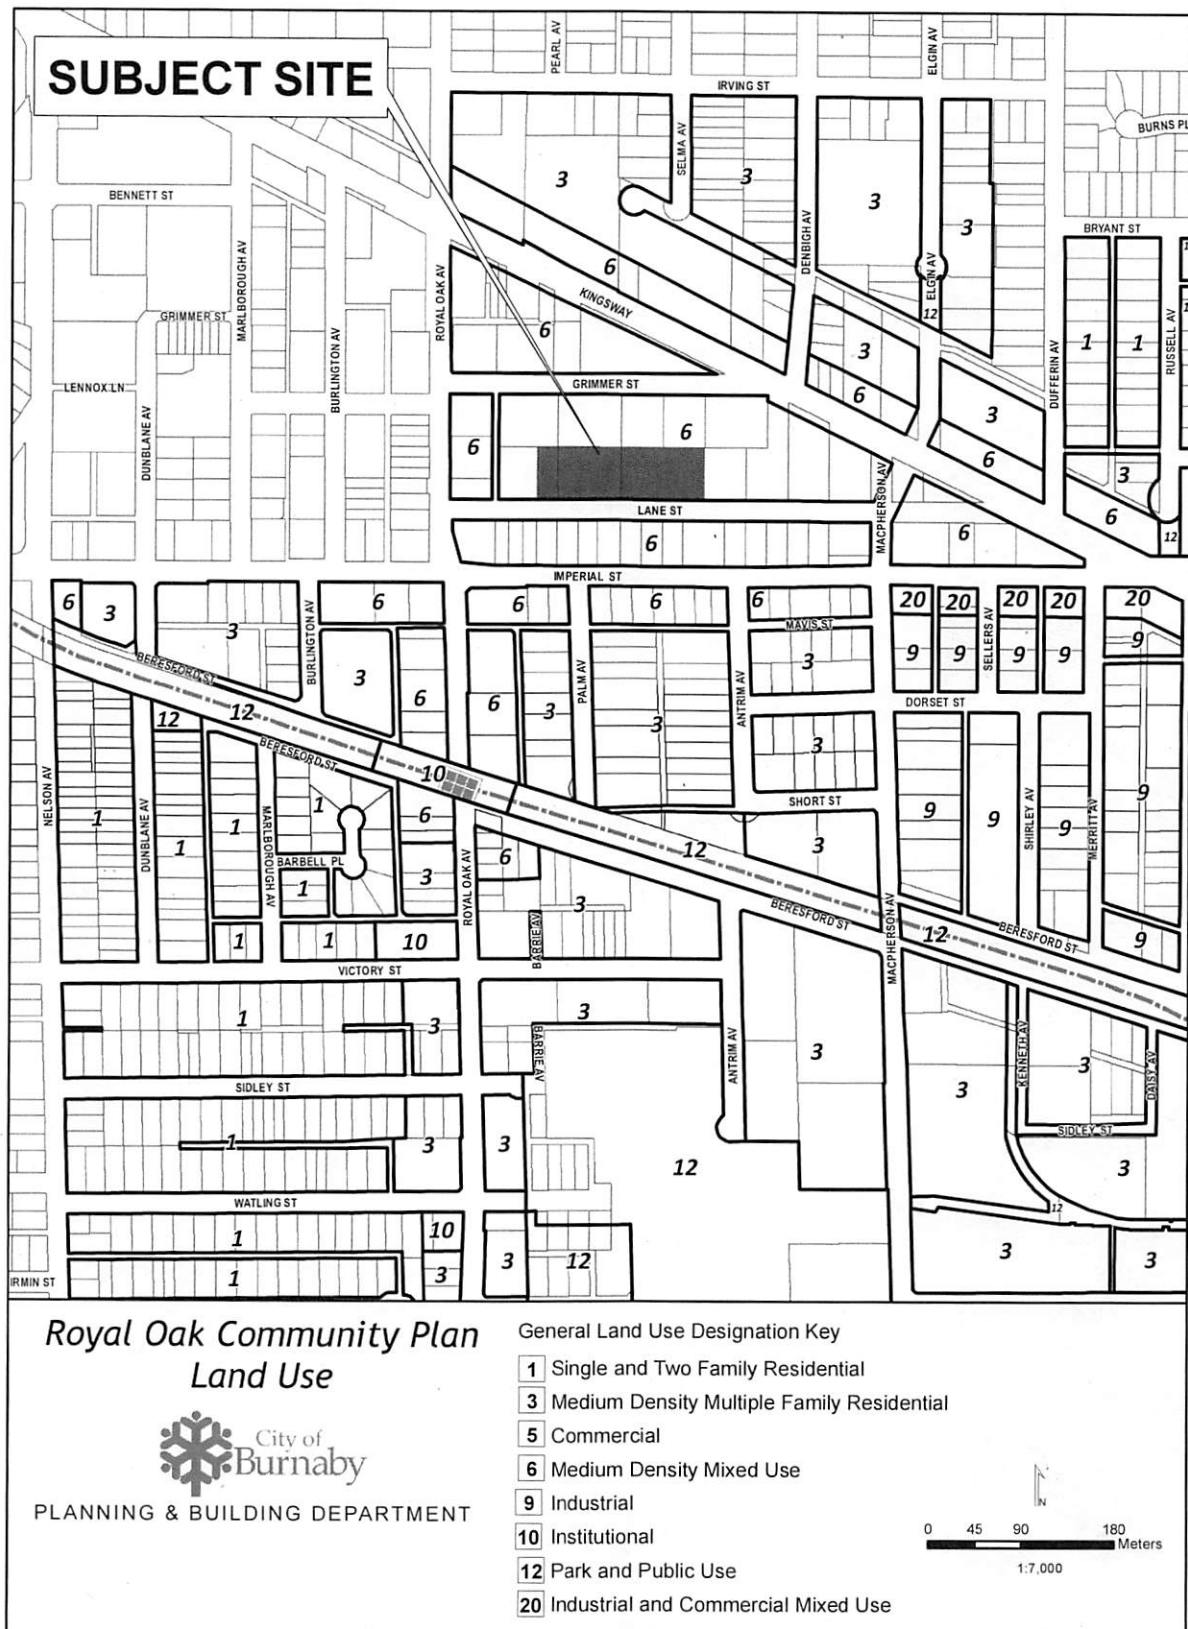 SUBJECT SITE
PEARL AV
ELGIN AV
IRVING ST
BURNS PL
SELMA AV
3
3
3
3
BENNETT ST
BRYANT ST
MARLBOROUGH AV
ROYAL OAK AV
DENBIGH AV
ELGIN AV
12
6
KINGSWAY
GRIMMER ST
BURLINGTON AV
6
3
1
1
RUSSELL AV
DUFFERIN AV
LENNOX LN
GRIMMER ST
6
3
DUNBLANE AV
6
6
6
3
6
12
LANE ST
MACPHERSON AV
6
6
IMPERIAL ST
6
3
3
BURLINGTON AV
6
6
6
6
MAVIS ST
20
20
SELLERS AV
20
20
20
9
BERESFORD ST
12
3
6
6
3
PALM AV
3
ANTRIM AV
3
9
9
9
9
DORSET ST
12
BERESFORD ST
10
3
SHORT ST
9
9
SHIRLEY AV
9
MERRITT AV
9
NELSON AV
1
DUNBLANE AV
1
1
MARLBOROUGH AV
1
BARBELL PL
1
6
3
ROYAL OAK AV
6
12
3
3
BARRIE AV
BERESFORD ST
MACPHERSON AV
12
BERESFORD ST
9
1
1
10
VICTORY ST
1
3
3
BARRIE AV
ANTRIM AV
3
3
KENNETH AV
3
DAISY AV
SIDLEY ST
SIDLEY ST
1
3
3
12
3
12
WATLING ST
1
10
3
3
12
3
3
IRMIN ST
1
Royal Oak Community Plan
Land Use
City of
Burnaby
PLANNING & BUILDING DEPARTMENT
General Land Use Designation Key
1 Single and Two Family Residential
3 Medium Density Multiple Family Residential
5 Commercial
6 Medium Density Mixed Use
9 Industrial
10 Institutional
12 Park and Public Use
20 Industrial and Commercial Mixed Use
N
0 45 90 180
Meters
1:7,000